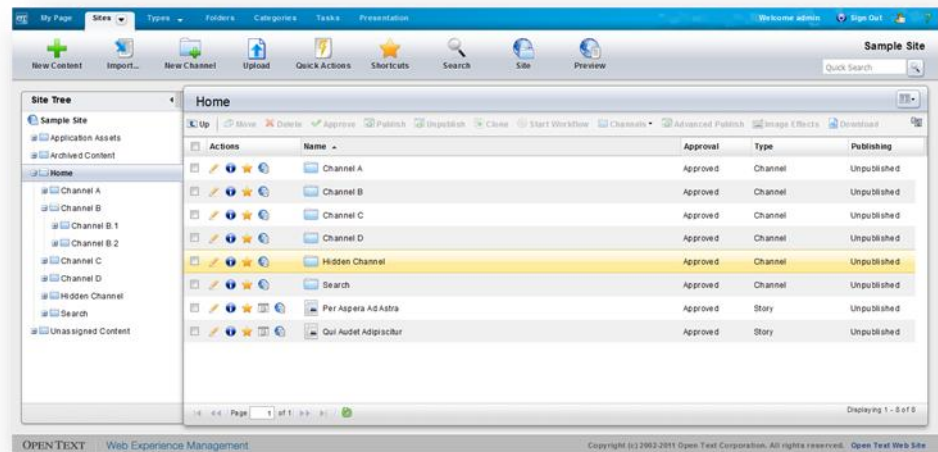 My Page Sites Types Folders Categories Tasks Presentation Welcome admin Sign Out ?
New Content Import... New Channel Upload Quick Actions Shortcuts Search Site Preview
Sample Site
Quick Search
Site Tree
Sample Site
Application Assets
Archived Content
Home
Channel A
Channel B
Channel B.1
Channel B.2
Channel C
Channel D
Hidden Channel
Search
Unassigned Content
Home
Up Move Delete Approve Publish Unpublish Clone Start Workflow Channels Advanced Publish Image Effects Download
Actions Name Approval Type Publishing
Channel A Approved Channel Unpublished
Channel B Approved Channel Unpublished
Channel C Approved Channel Unpublished
Channel D Approved Channel Unpublished
Hidden Channel Approved Channel Unpublished
Search Approved Channel Unpublished
Per Aspera Ad Astra Approved Story Unpublished
Qui Audet Adipiscitur Approved Story Unpublished
Page 1 of 1
Displaying 1 - 8 of 8
OPEN TEXT Web Experience Management
Copyright (c) 2002-2011 Open Text Corporation. All rights reserved. Open Text Web Site